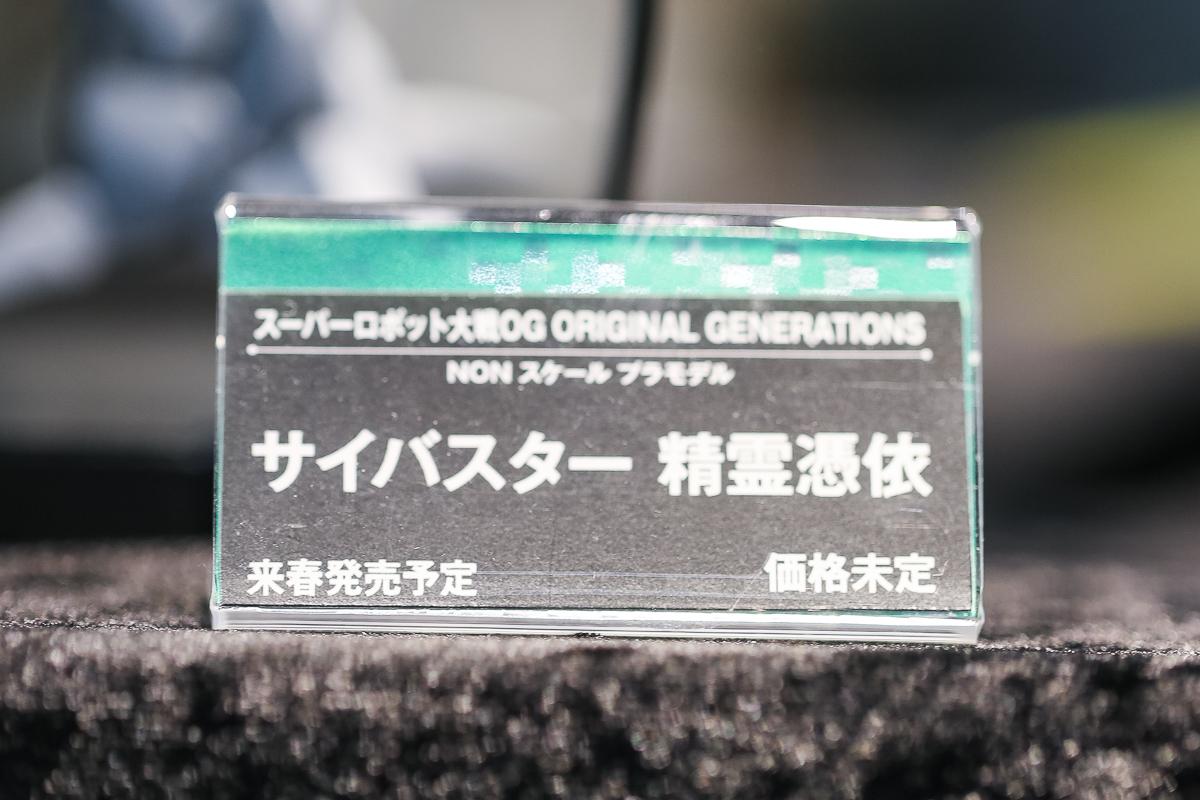 スーパーロボット大戦OG ORIGINAL GENERATIONS
NON スケール プラモデル
サイバスター 精霊憑依
来春発売予定
価格未定